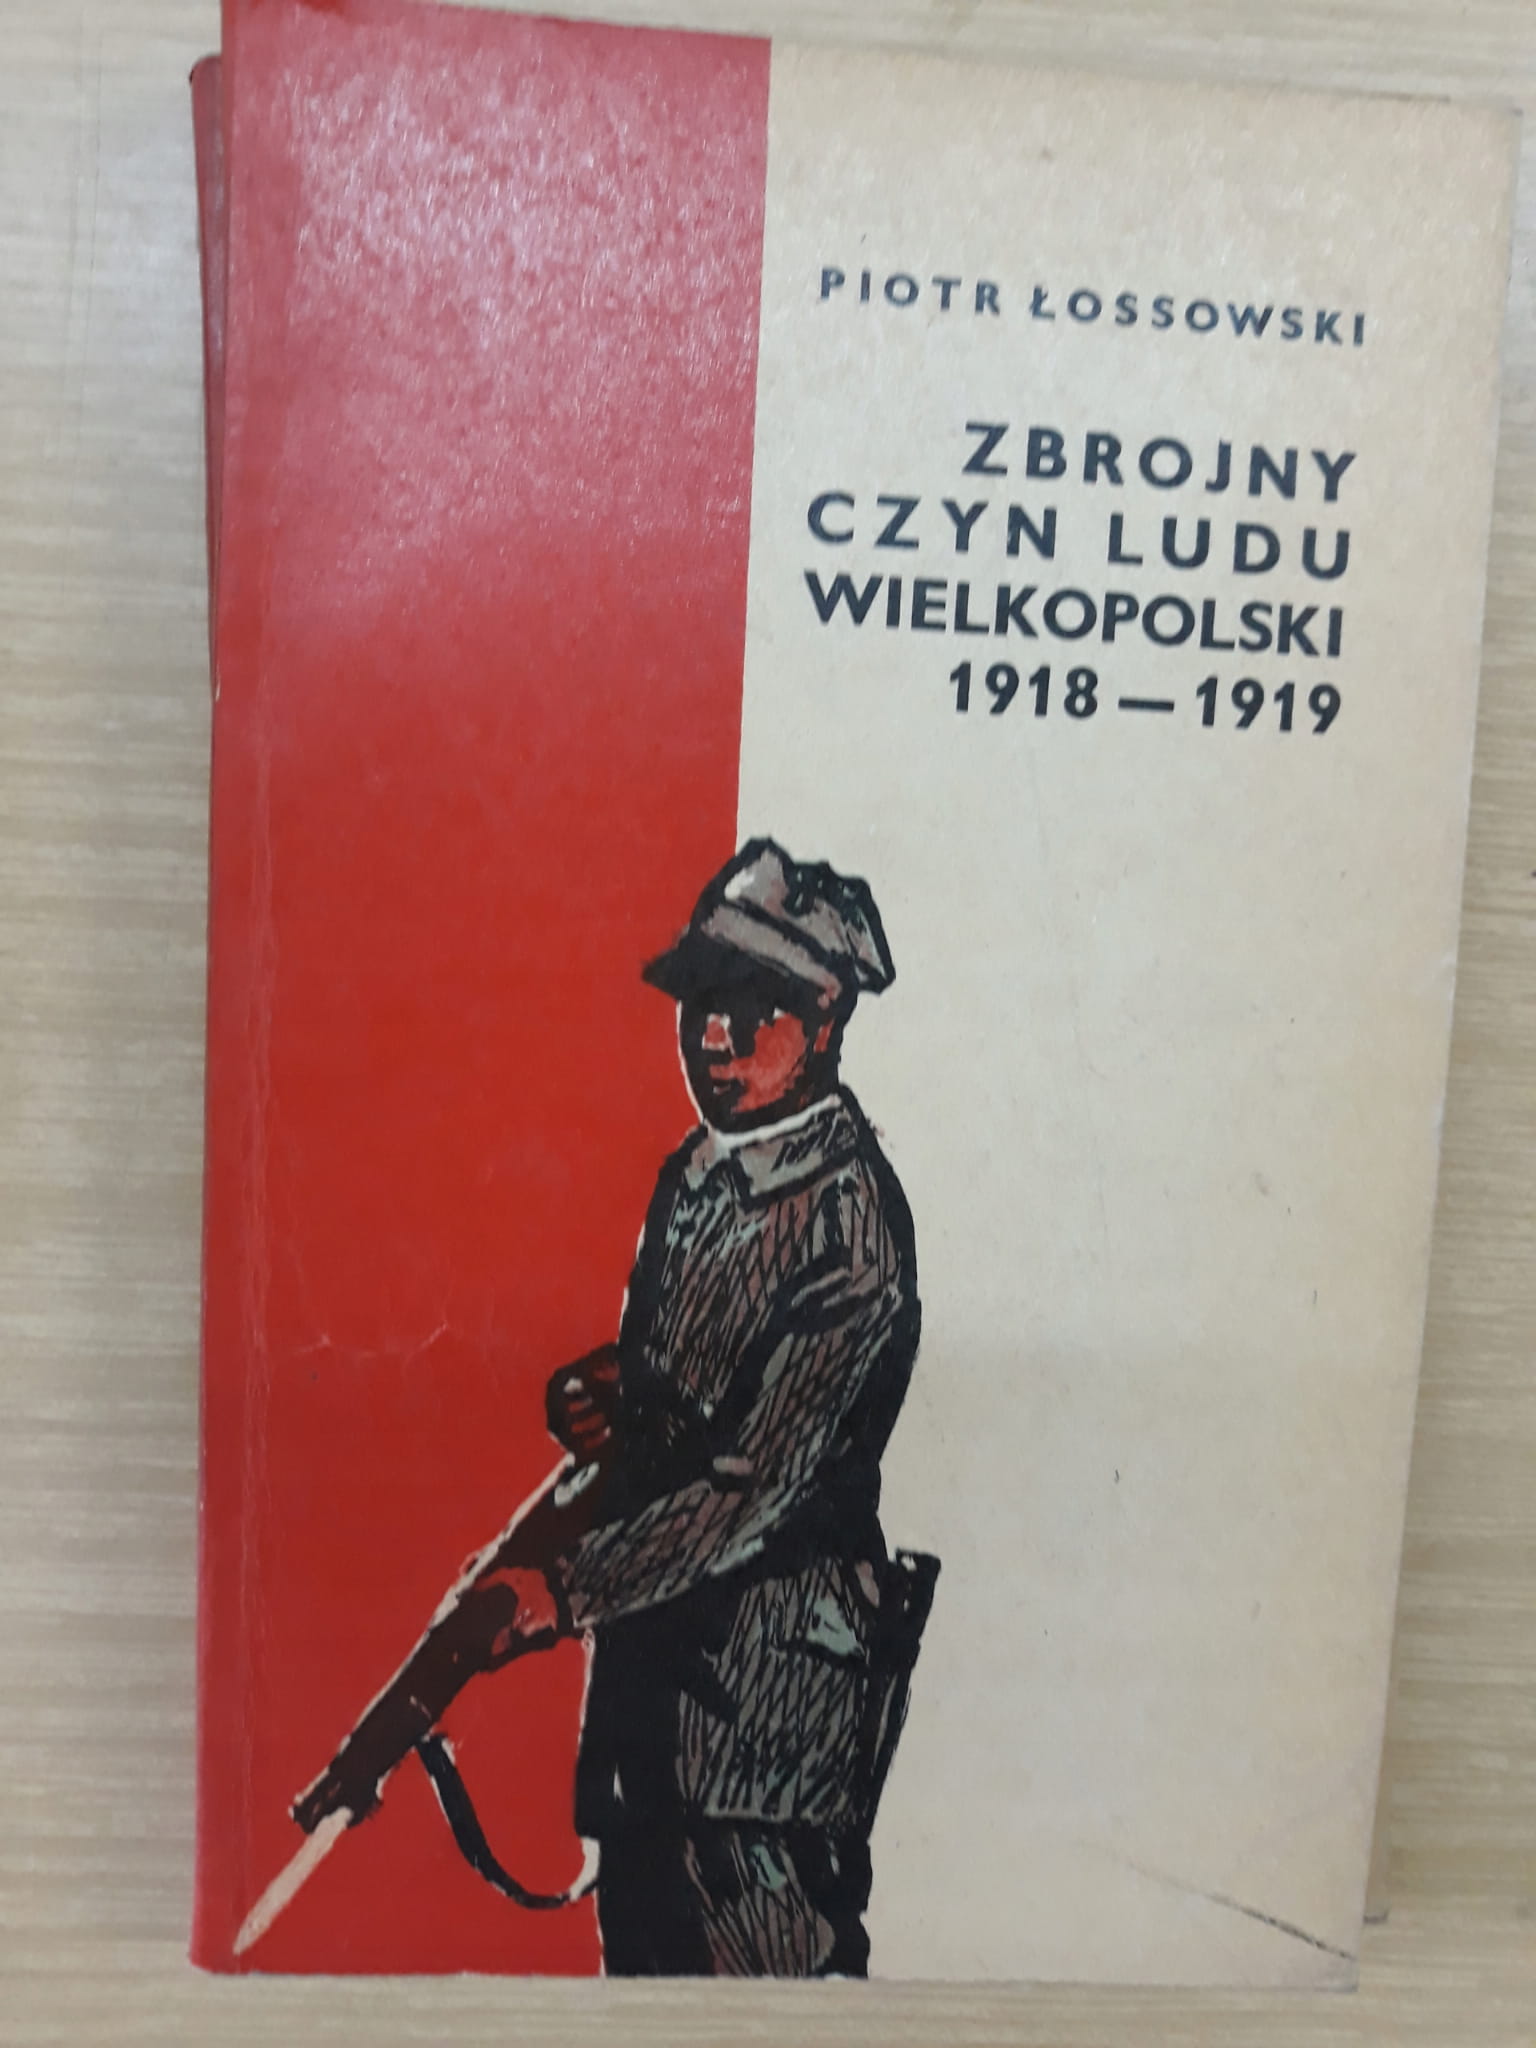 PIOTR ŁOSSOWSKI
ZBROJNY
CZYN LUDU
WIELKOPOLSKI
1918 — 1919